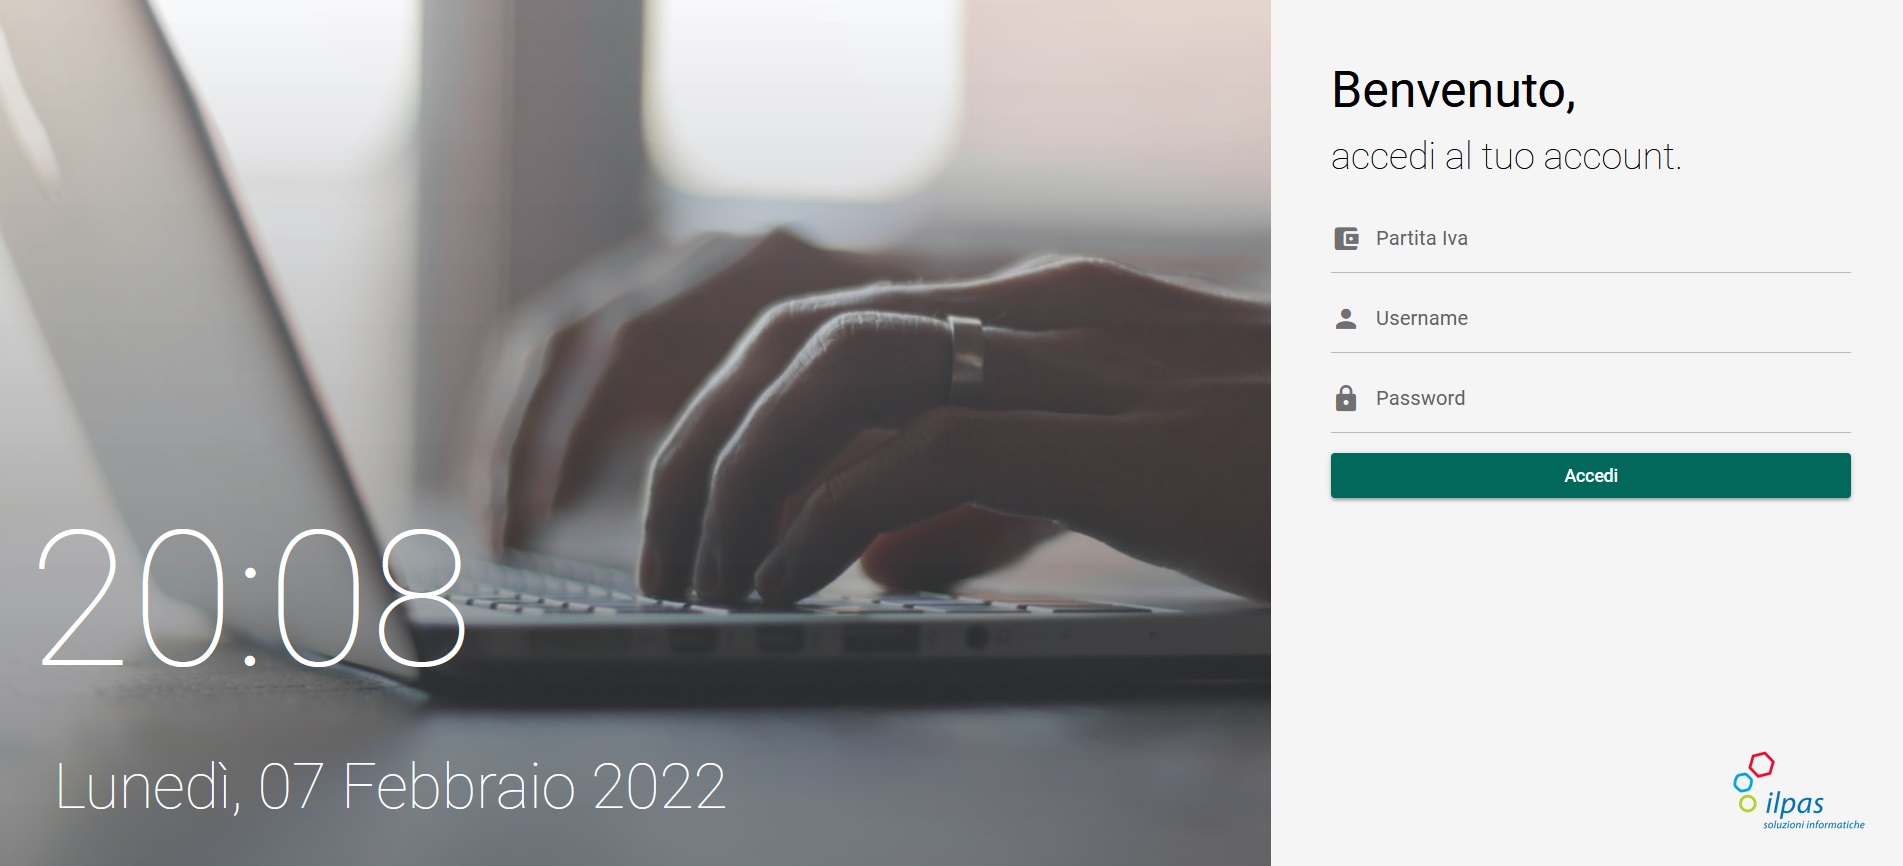 20:08
Lunedì, 07 Febbraio 2022
Benvenuto,
accedi al tuo account.
Partita Iva
Username
Password
Accedi
ilpas
soluzioni informatiche